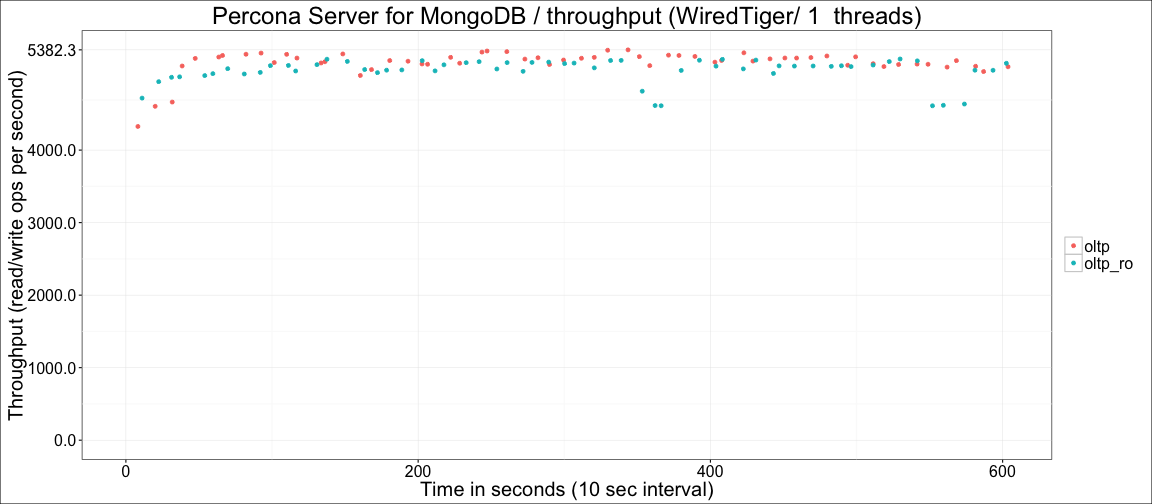 Percona Server for MongoDB / throughput (WiredTiger/ 1  threads)
Throughput (read/write ops per second)
5382.3
4000.0
3000.0
2000.0
1000.0
0.0
0
200
400
600
Time in seconds (10 sec interval)
oltp
oltp_ro